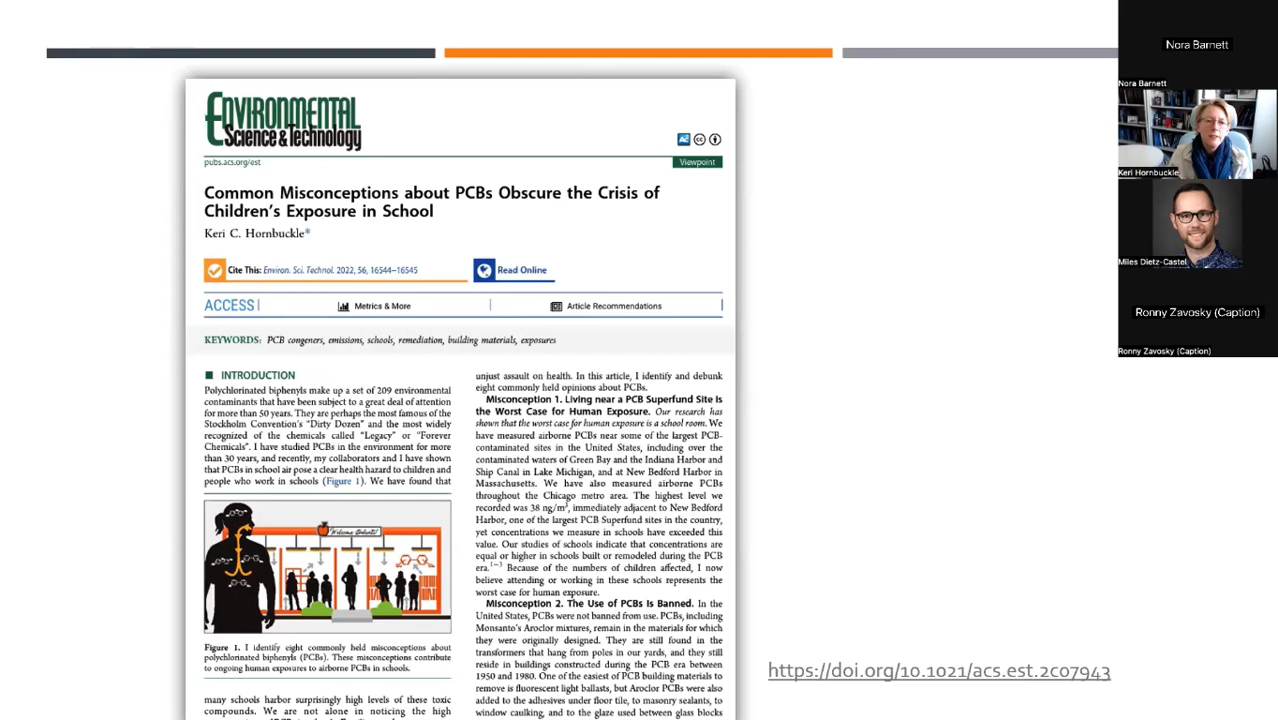 ENVIRONMENTAL
Science & Technology
pubs.acs.org/est
Viewpoint
Common Misconceptions about PCBs Obscure the Crisis of
Children's Exposure in School
Keri C. Hornbuckle*
Cite This: Environ. Sci. Technol. 2022, 56, 16544–16545
Read Online
ACCESS
Metrics & More
Article Recommendations
KEYWORDS: PCB congeners, emissions, schools, remediation, building materials, exposures
INTRODUCTION
Polychlorinated biphenyls make up a set of 209 environmental
contaminants that have been subject to a great deal of attention
for more than 50 years. They are perhaps the most famous of the
Stockholm Convention's "Dirty Dozen" and the most widely
recognized of the chemicals called "Legacy" or "Forever
Chemicals". I have studied PCBs in the environment for more
than 30 years, and recently, my collaborators and I have shown
that PCBs in school air pose a clear health hazard to children and
people who work in schools (Figure 1). We have found that
Welcome Students!
Figure 1. I identify eight commonly held misconceptions about
polychlorinated biphenyls (PCBs). These misconceptions contribute
to ongoing human exposures to airborne PCBs in schools.
many schools harbor surprisingly high levels of these toxic
compounds. We are not alone in noticing the high
unjust assault on health. In this article, I identify and debunk
eight commonly held opinions about PCBs.
Misconception 1. Living near a PCB Superfund Site Is
the Worst Case for Human Exposure. Our research has
shown that the worst case for human exposure is a school room. We
have measured airborne PCBs near some of the largest PCB-
contaminated sites in the United States, including over the
contaminated waters of Green Bay and the Indiana Harbor and
Ship Canal in Lake Michigan, and at New Bedford Harbor in
Massachusetts. We have also measured airborne PCBs
throughout the Chicago metro area. The highest level we
recorded was 38 ng/m³, immediately adjacent to New Bedford
Harbor, one of the largest PCB Superfund sites in the country,
yet concentrations we measure in schools have exceeded this
value. Our studies of schools indicate that concentrations are
equal or higher in schools built or remodeled during the PCB
era.1−3 Because of the numbers of children affected, I now
believe attending or working in these schools represents the
worst case for human exposure.
Misconception 2. The Use of PCBs Is Banned. In the
United States, PCBs were not banned from use. PCBs, including
Monsanto's Aroclor mixtures, remain in the materials for which
they were originally designed. They are still found in the
transformers that hang from poles in our yards, and they still
reside in buildings constructed during the PCB era between
1950 and 1980. One of the easiest of PCB building materials to
remove is fluorescent light ballasts, but Aroclor PCBs were also
added to the adhesives under floor tile, to masonry sealants, to
window caulking, and to the glaze used between glass blocks
https://doi.org/10.1021/acs.est.2c07943
Nora Barnett
Nora Barnett
Keri Hornbuckle
Miles Dietz-Castel
Ronny Zavosky (Caption)
Ronny Zavosky (Caption)